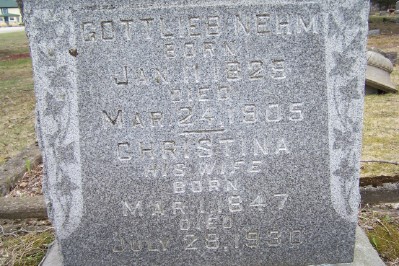 GOTTLIEB NEHM
BORN
JAN. 1, 1825
DIED
MAR. 24, 1905
CHRISTINA
HIS WIFE
BORN
MAR. 1, 1847
DIED
JULY 28, 1930